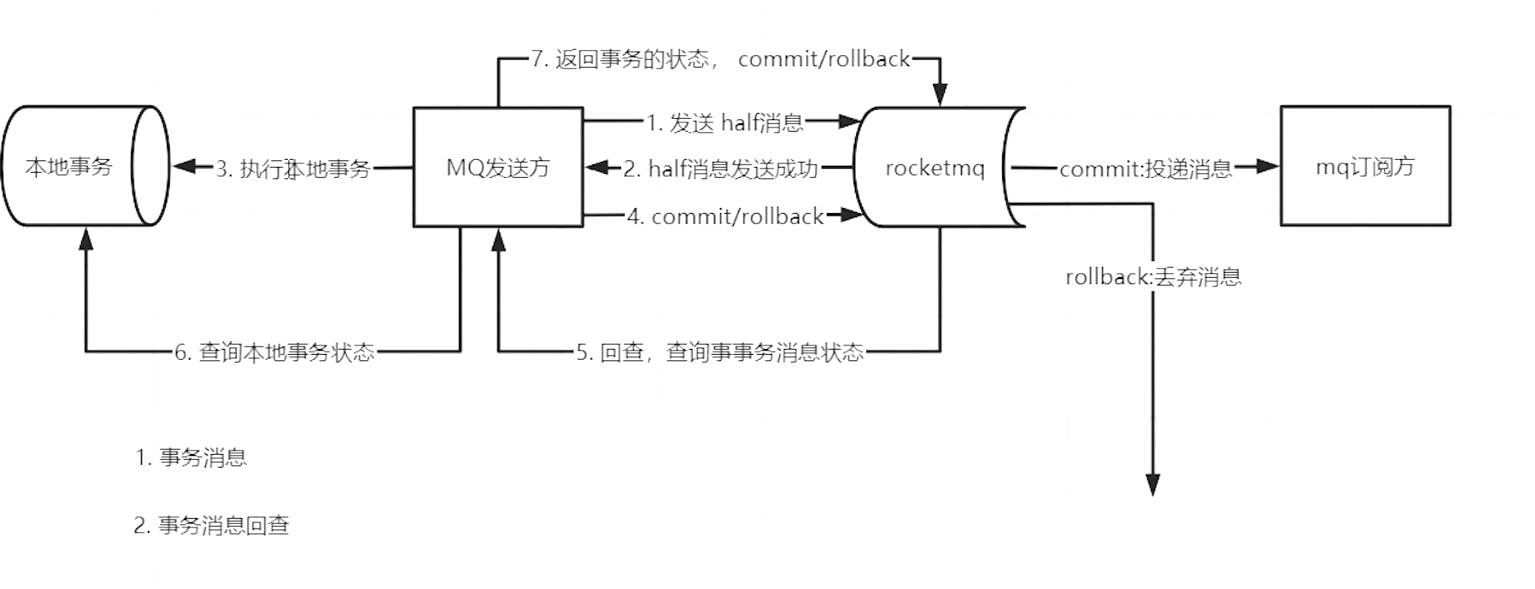 7. 返回事务的状态， commit/rollback
1. 发送 half消息
本地事务
3. 执行本地事务
MQ发送方
2. half消息发送成功
rocketmq
commit:投递消息
mq订阅方
4. commit/rollback
rollback:丢弃消息
6. 查询本地事务状态
5. 回查，查询事事务消息状态
1. 事务消息
2. 事务消息回查